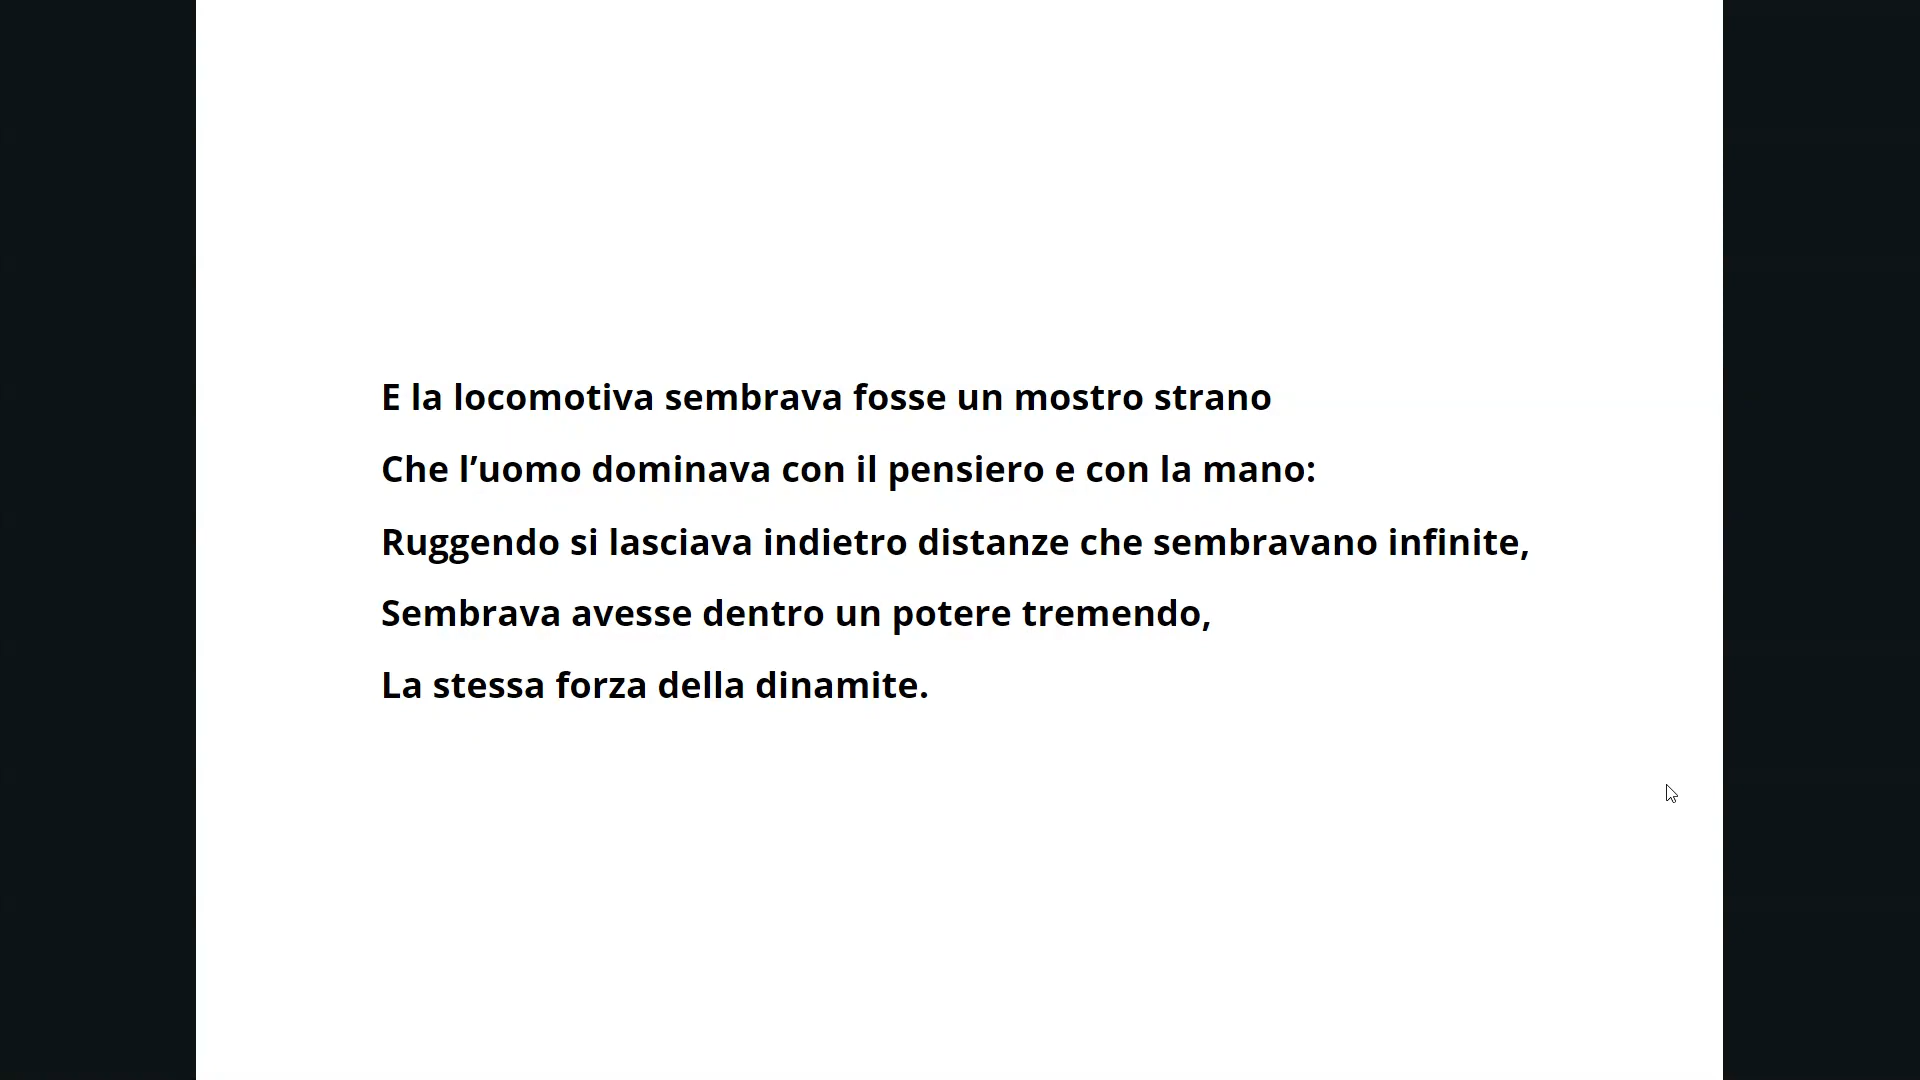 E la locomotiva sembrava fosse un mostro strano
Che l’uomo dominava con il pensiero e con la mano:
Ruggendo si lasciava indietro distanze che sembravano infinite,
Sembrava avesse dentro un potere tremendo,
La stessa forza della dinamite.